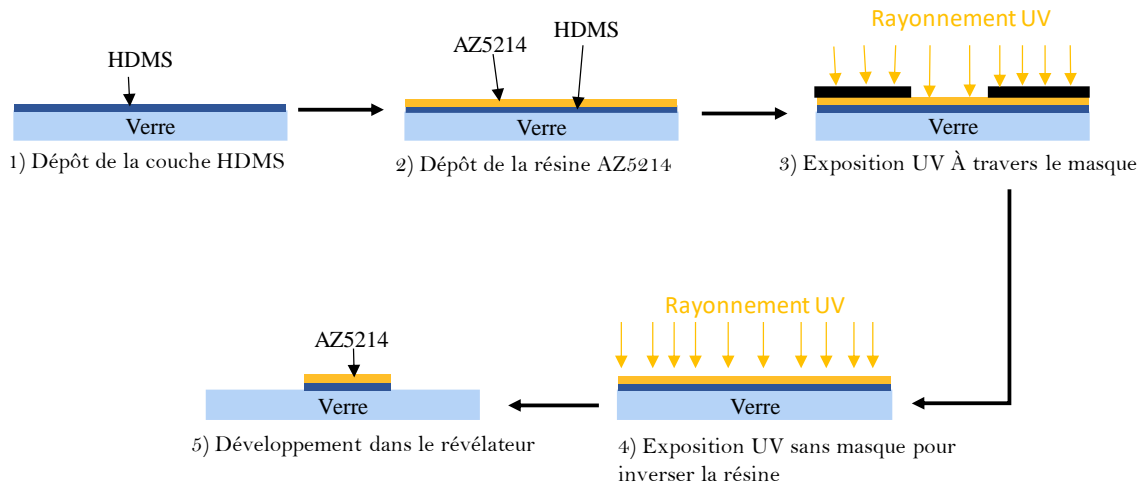 HDMS
Verre
1) Dépôt de la couche HDMS
AZ5214
HDMS
Verre
2) Dépôt de la résine AZ5214
Rayonnement UV
Verre
3) Exposition UV À travers le masque
Rayonnement UV
Verre
4) Exposition UV sans masque pour
inverser la résine
AZ5214
Verre
5) Développement dans le révélateur